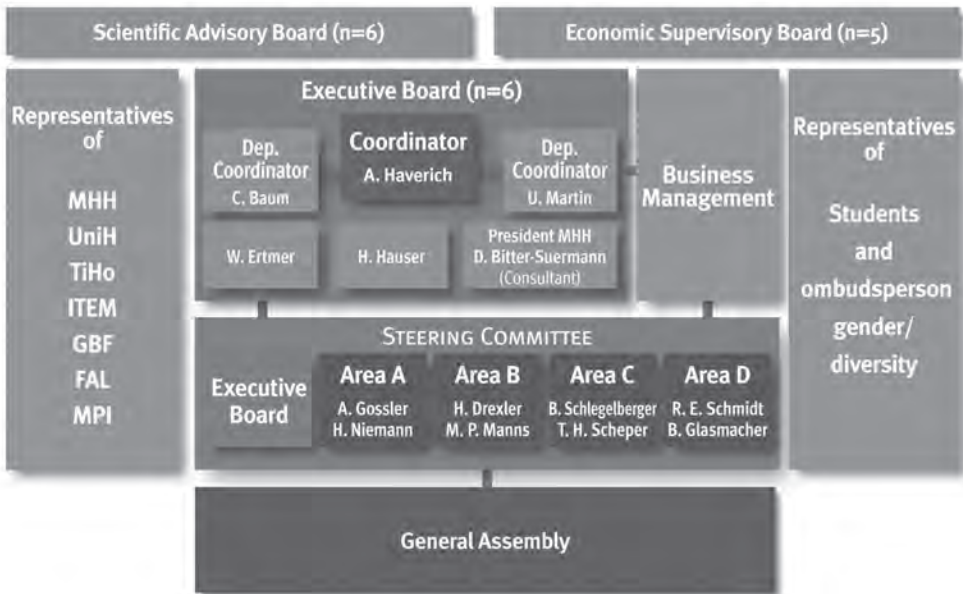 Scientific Advisory Board (n=6)
Economic Supervisory Board (n=5)
Representatives
of
MHH
UniH
TiHo
ITEM
GBF
FAL
MPI
Executive Board (n=6)
Dep.
Coordinator
C. Baum
Coordinator
A. Haverich
Dep.
Coordinator
U. Martin
W. Ertmer
H. Hauser
President MHH
D. Bitter-Suermann
(Consultant)
Business
Management
Representatives
of
Students
and
ombudsperson
gender/
diversity
STEERING COMMITTEE
Executive
Board
Area A
A. Gossler
H. Niemann
Area B
H. Drexler
M. P. Manns
Area C
B. Schlegelberger
T. H. Scheper
Area D
R. E. Schmidt
B. Glasmacher
General Assembly